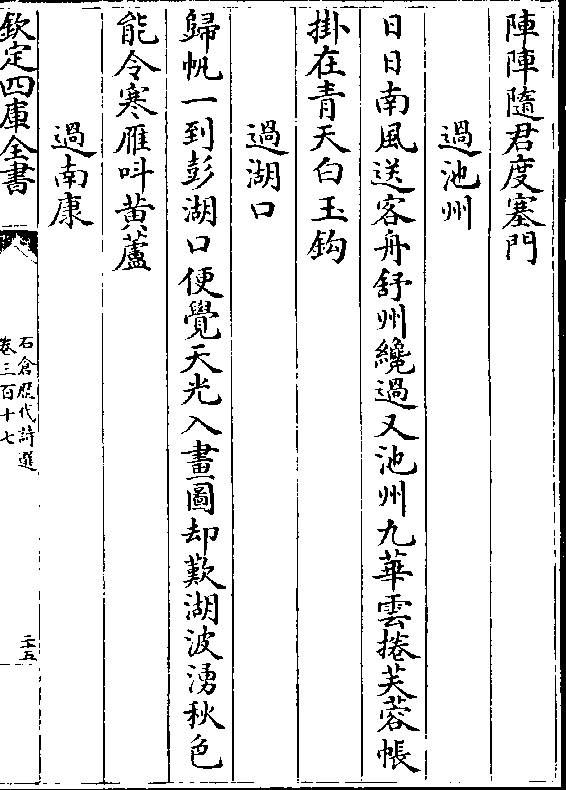 陣陣隨君度塞門
過池州
日日南風送客舟舒州纔過又池州九華雲捲芙蓉帳
掛在青天白玉鈎
過湖口
歸帆一到彭湖口便覺天光入畫圖却歎湖波湧秋色
能令寒雁叫黄蘆
過南康
欽定四庫全書
石倉歷代詩選
卷三百十七
二十五